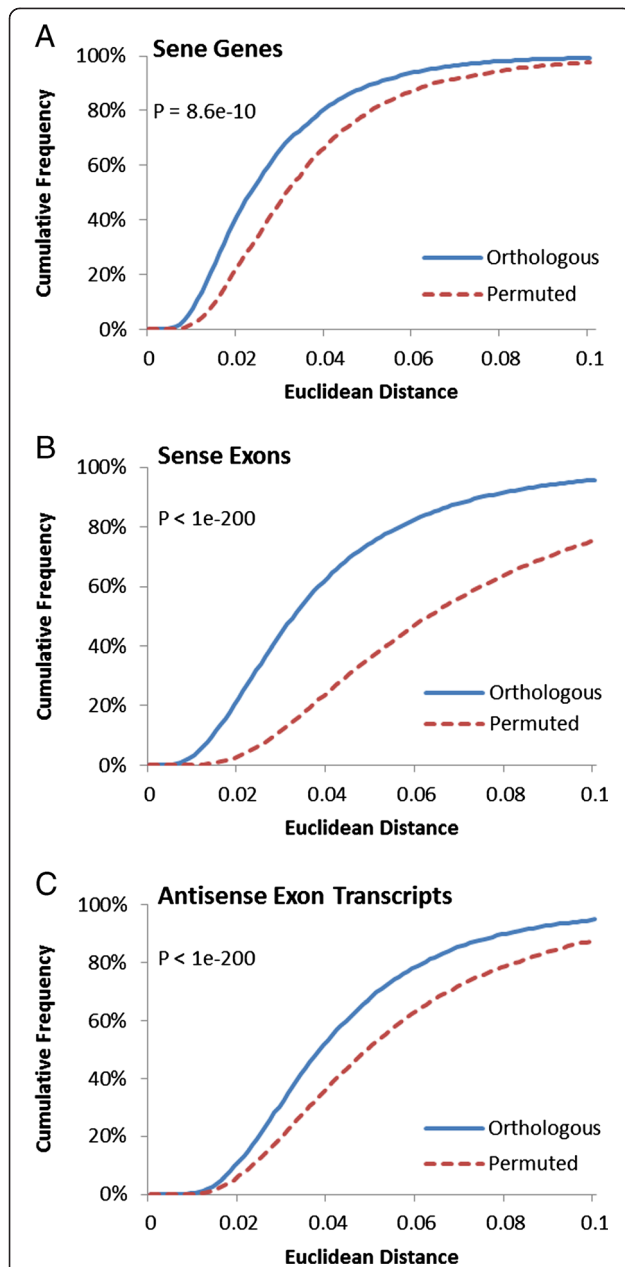 A
Sene Genes
100%
P = 8.6e-10
80%
60%
40%
20%
0%
Cumulative Frequency
Orthologous
Permuted
0 0.02 0.04 0.06 0.08 0.1
Euclidean Distance
B
Sense Exons
100%
P < 1e-200
80%
60%
40%
20%
0%
Cumulative Frequency
Orthologous
Permuted
0 0.02 0.04 0.06 0.08 0.1
Euclidean Distance
C
Antisense Exon Transcripts
100%
P < 1e-200
80%
60%
40%
20%
0%
Cumulative Frequency
Orthologous
Permuted
0 0.02 0.04 0.06 0.08 0.1
Euclidean Distance